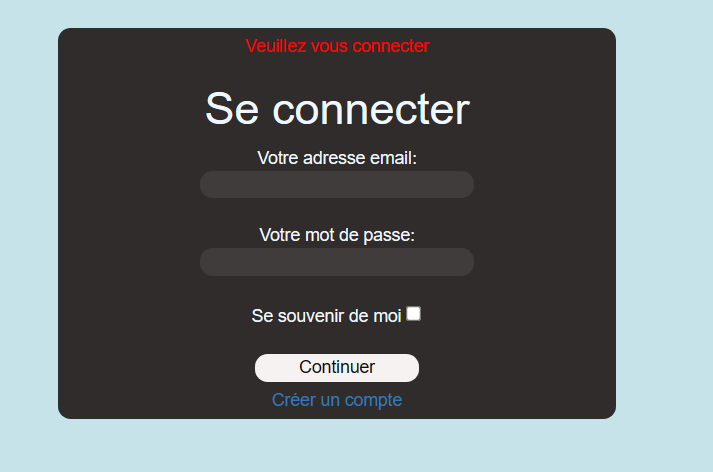 Veuillez vous connecter
Se connecter
Votre adresse email:
Votre mot de passe:
Se souvenir de moi
Continuer
Créer un compte